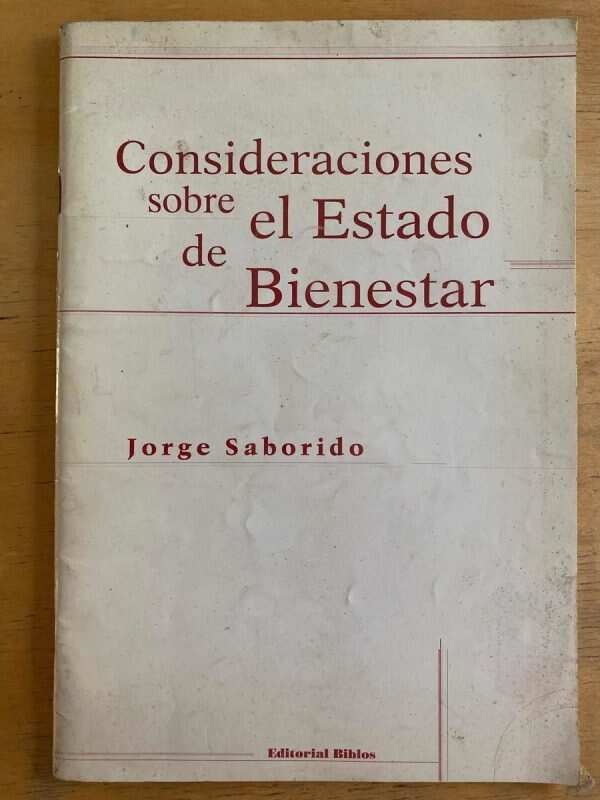 Consideraciones
sobre el Estado
de Bienestar
Jorge Saborido
Editorial Biblos